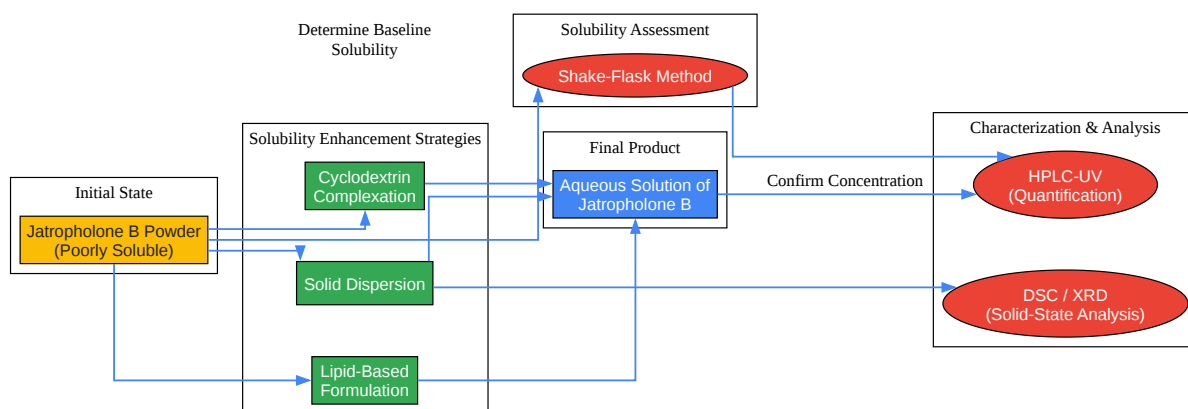 Determine Baseline
Solubility
Solubility Assessment
Shake-Flask Method
Solubility Enhancement Strategies
Cyclodextrin
Complexation
Solid Dispersion
Lipid-Based
Formulation
Initial State
Jatropholone B Powder
(Poorly Soluble)
Final Product
Aqueous Solution of
Jatropholone B
Confirm Concentration
Characterization & Analysis
HPLC-UV
(Quantification)
DSC / XRD
(Solid-State Analysis)